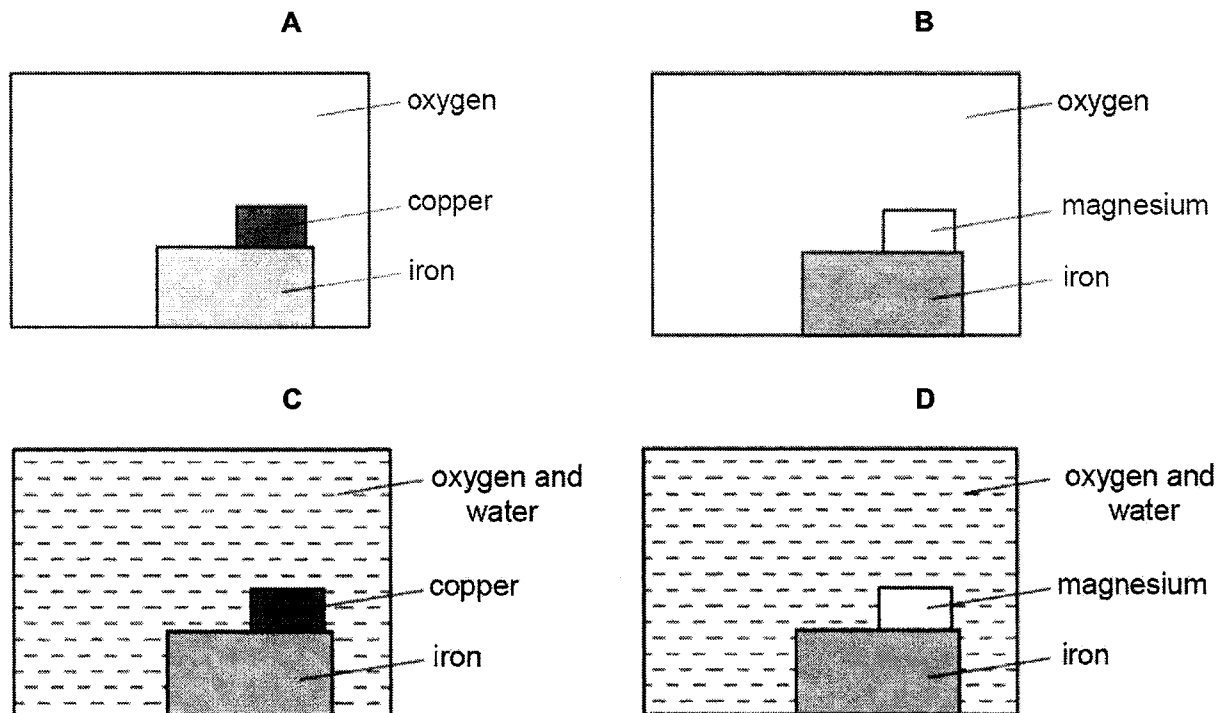 A
oxygen
copper
iron
B
oxygen
magnesium
iron
C
oxygen and
water
copper
iron
D
oxygen and
water
magnesium
iron